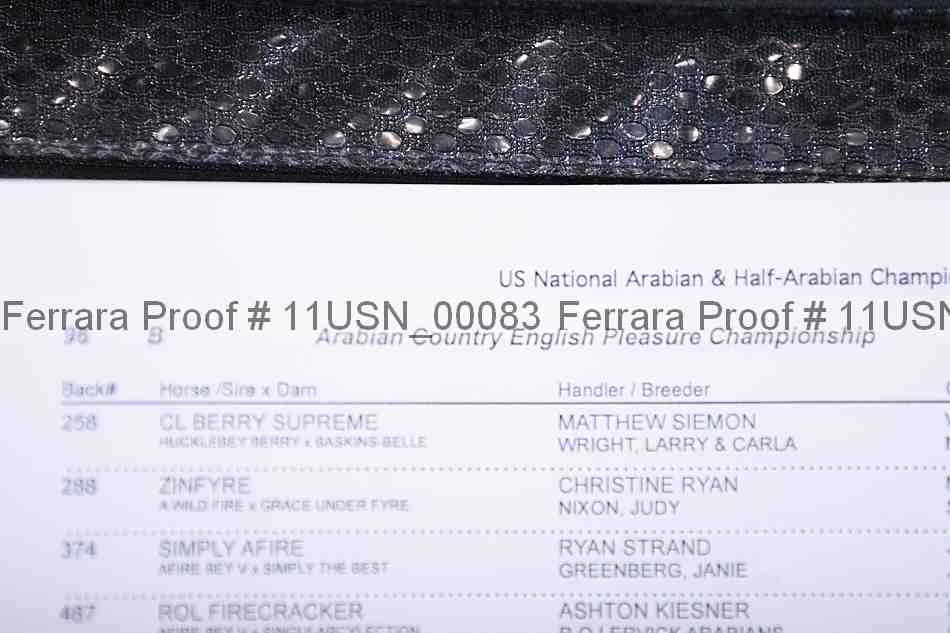 US National Arabian & Half-Arabian Champi
Ferrara Proof # 11USN_00083 Ferrara Proof # 11USN
96 B Arabian Country English Pleasure Championship
Back# Horse /Sire x Dam Handler / Breeder
258 CL BERRY SUPREME MATTHEW SIEMON
HUCKLEBEY BERRY x BASKINS-BELLE WRIGHT, LARRY & CARLA
288 ZINFYRE CHRISTINE RYAN
A WILD FIRE x GRACE UNDER FYRE NIXON, JUDY
374 SIMPLY AFIRE RYAN STRAND
AFIRE BEY V x SIMPLY THE BEST GREENBERG, JANIE
487 ROL FIRECRACKER ASHTON KIESNER
AFIRE BEY V x